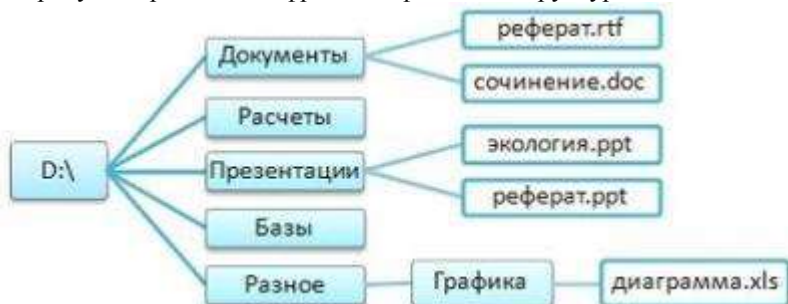 реферат.rtf
Документы
сочинение.doc
Расчеты
экология.ppt
D:\
Презентации
реферат.ppt
Базы
Разное
Графика
диаграмма.xls